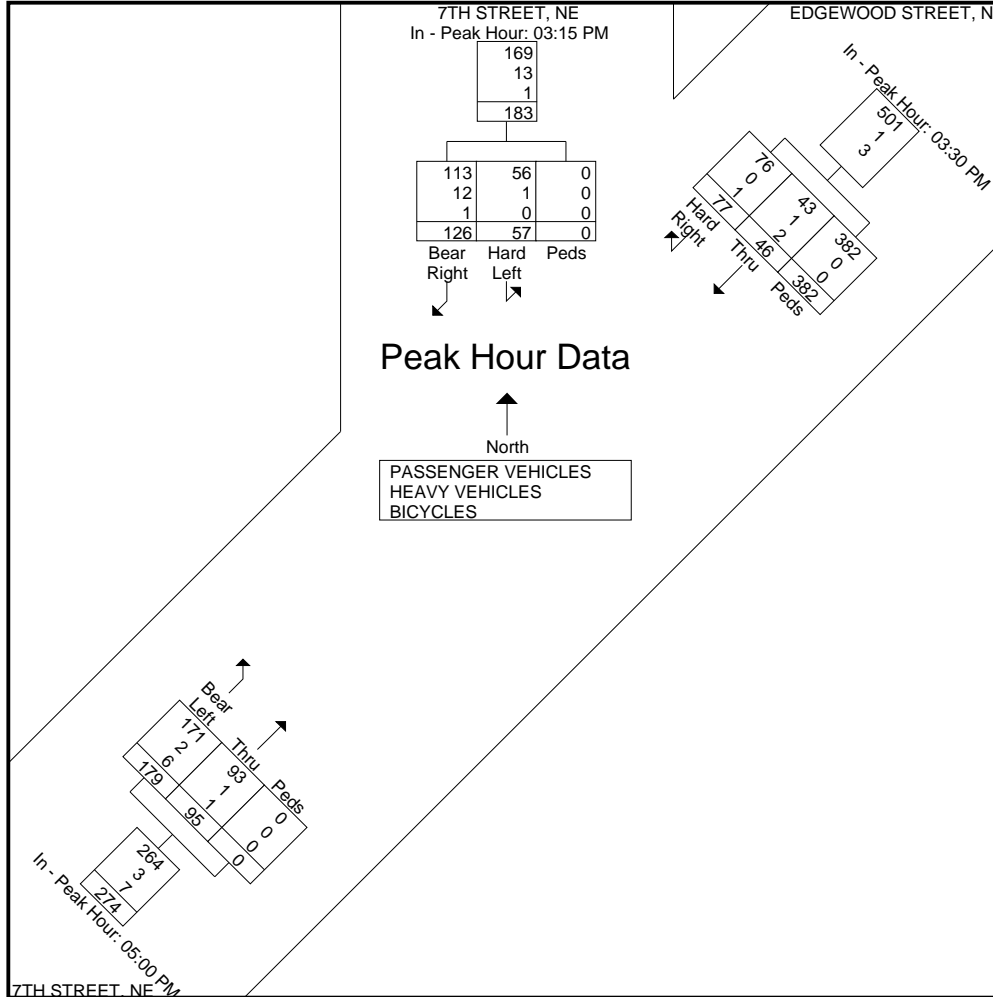 7TH STREET, NE
In - Peak Hour: 03:15 PM
169
13
1
183
113 56 0
12 1 0
1 0 0
126 57 0
Bear Right
Hard Left
Peds
EDGEWOOD STREET, N
In - Peak Hour: 03:30 PM
501
1
3
76 43 382
0 1 0
1 2 0
77 46 382
Hard Right
Thru
Peds
Peak Hour Data
North
PASSENGER VEHICLES
HEAVY VEHICLES
BICYCLES
Bear Left
Thru
Peds
171 93 0
2 1 0
6 1 0
179 95 0
264
3
7
274
In - Peak Hour: 05:00 PM
7TH STREET, NE